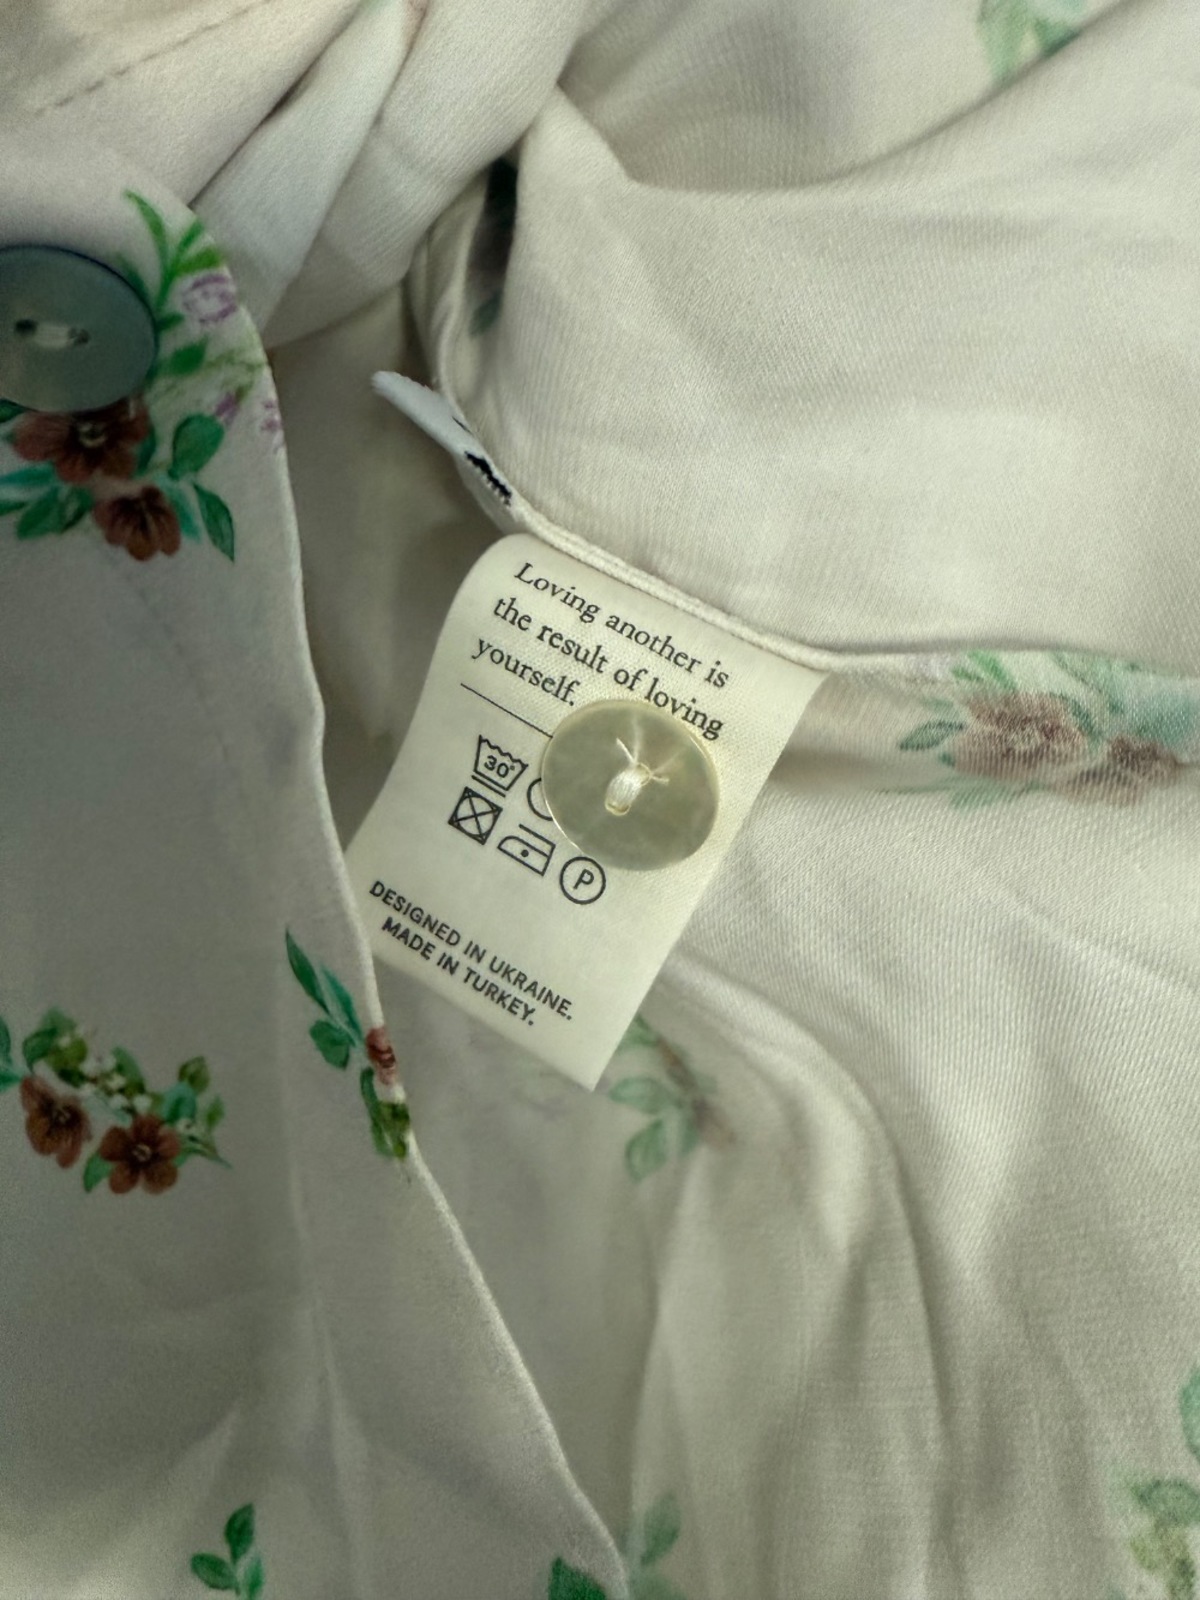 Loving another is
the result of loving
yourself.
30°
P
DESIGNED IN UKRAINE.
MADE IN TURKEY.